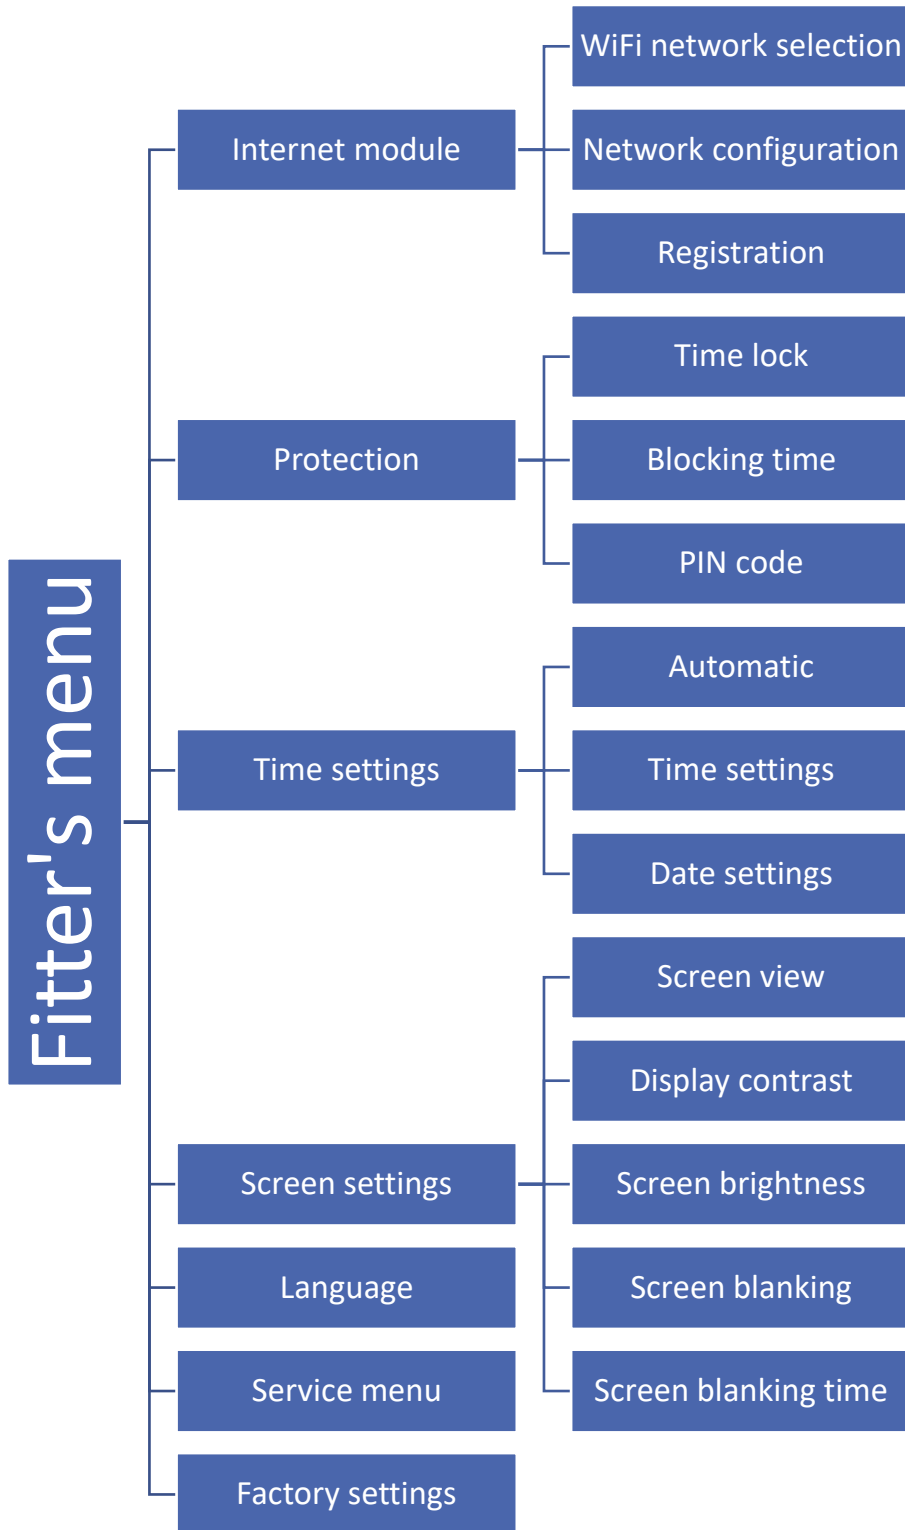 Fitter's menu
Internet module
WiFi network selection
Network configuration
Registration
Protection
Time lock
Blocking time
PIN code
Time settings
Automatic
Time settings
Date settings
Screen settings
Screen view
Display contrast
Screen brightness
Screen blanking
Screen blanking time
Language
Service menu
Factory settings